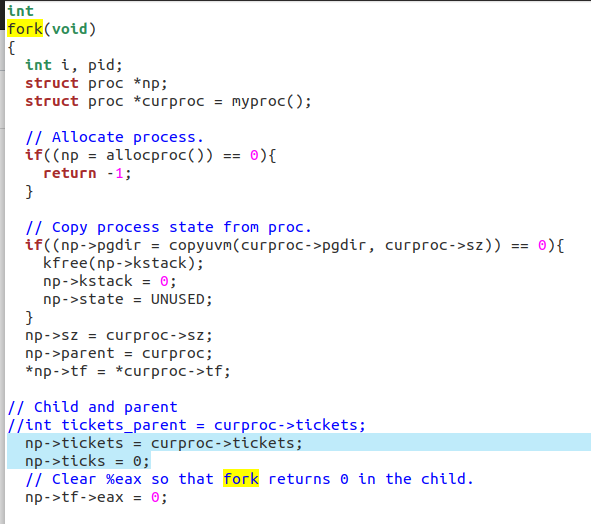 int
fork(void)
{
  int i, pid;
  struct proc *np;
  struct proc *curproc = myproc();

  // Allocate process.
  if((np = allocproc()) == 0){
    return -1;
  }

  // Copy process state from proc.
  if((np->pgdir = copyuvm(curproc->pgdir, curproc->sz)) == 0){
    kfree(np->kstack);
    np->kstack = 0;
    np->state = UNUSED;
  }
  np->sz = curproc->sz;
  np->parent = curproc;
  *np->tf = *curproc->tf;

// Child and parent
//int tickets_parent = curproc->tickets;
  np->tickets = curproc->tickets;
  np->ticks = 0;
  // Clear %eax so that fork returns 0 in the child.
  np->tf->eax = 0;